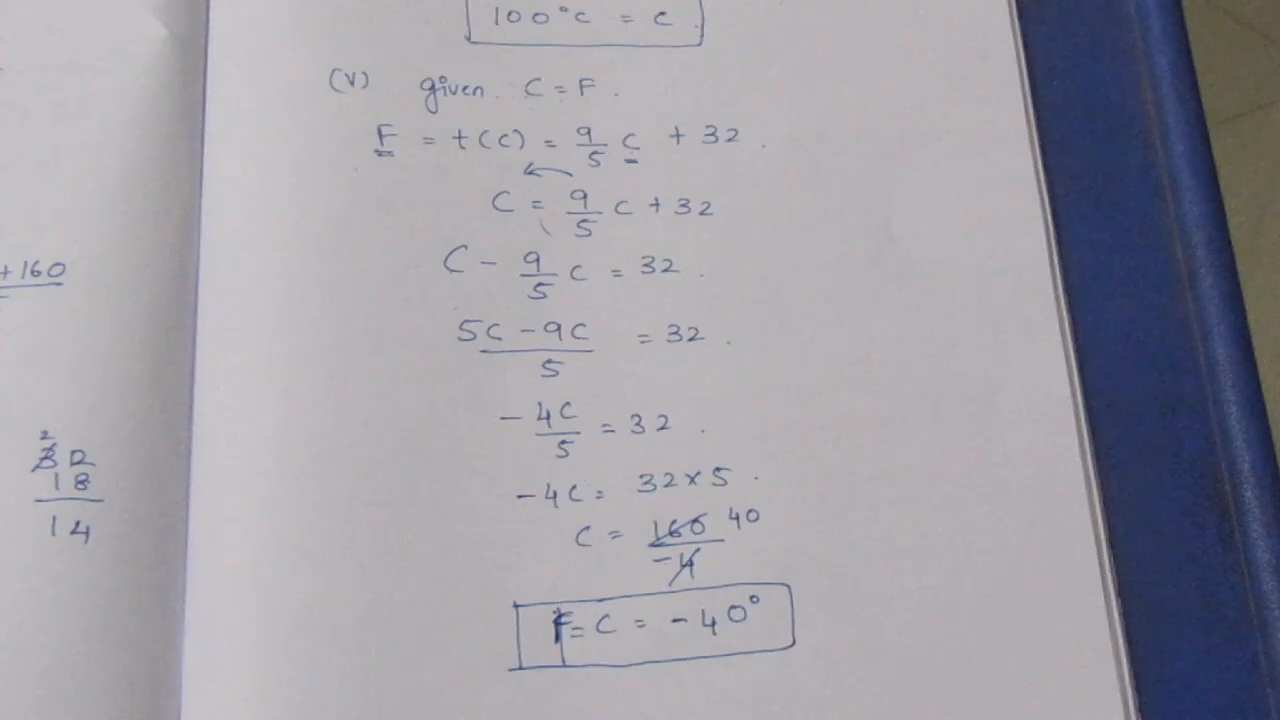 100°C = C.
(V) given. C = F.
F = t(C) = 9/5 C + 32.
C = 9/5 C + 32
C - 9/5 C = 32.
5C - 9C / 5 = 32.
- 4C/5 = 32.
-4C = 32 × 5.
C = 160/-4 40
F = C = - 40°
+160
2
32
18
14